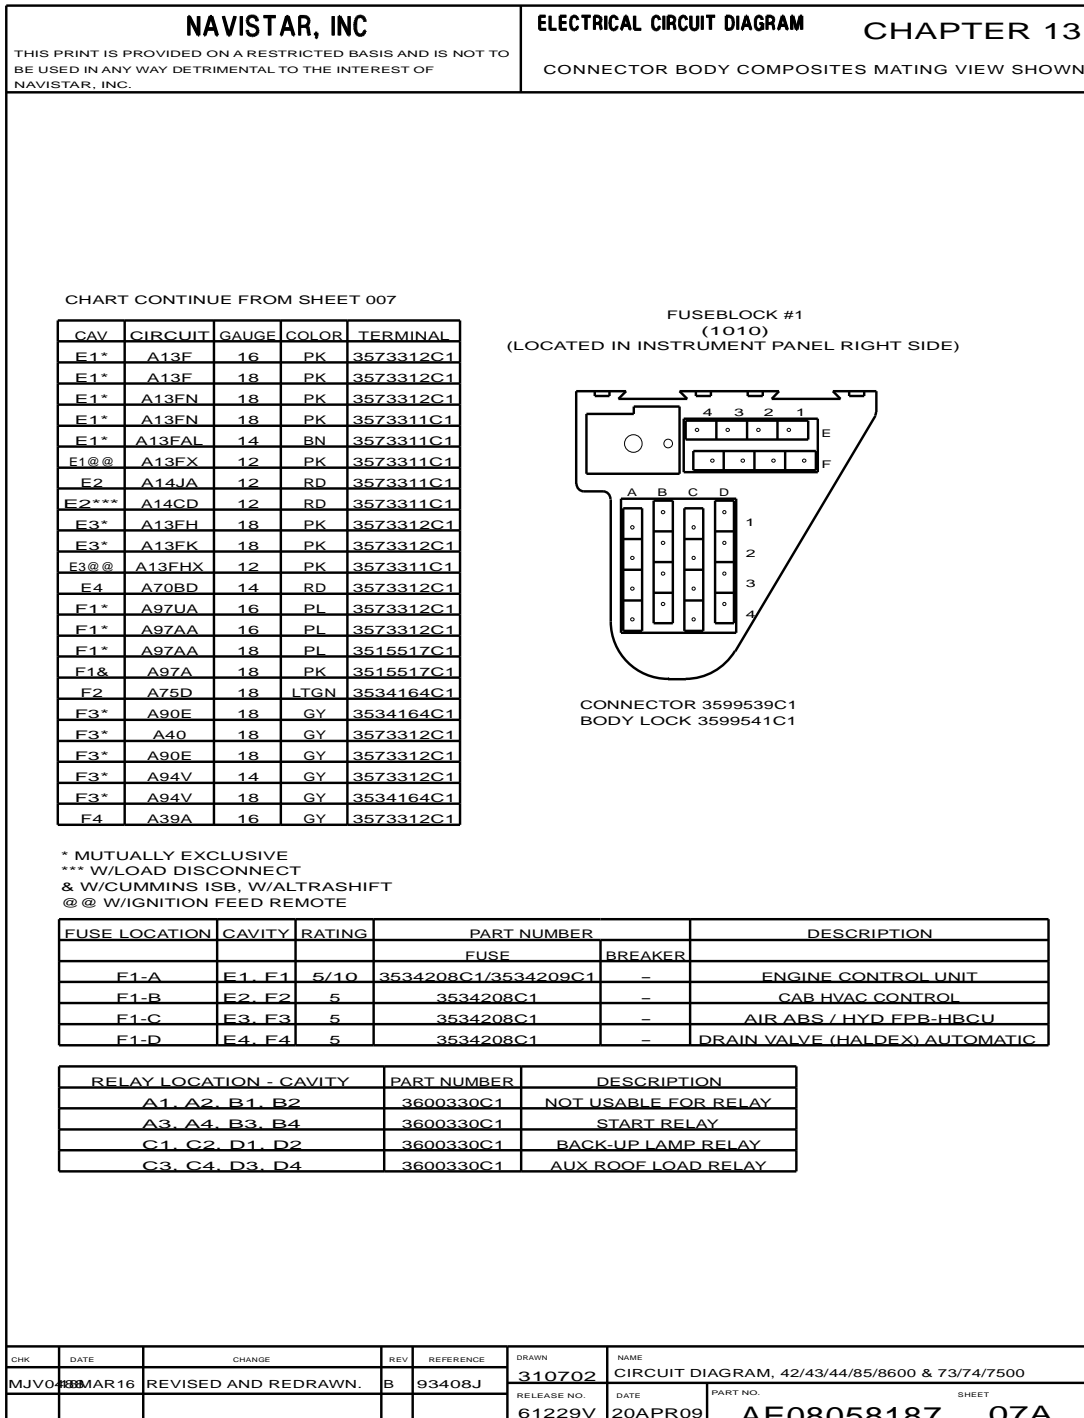 NAVISTAR, INC
THIS PRINT IS PROVIDED ON A RESTRICTED BASIS AND IS NOT TO
BE USED IN ANY WAY DETRIMENTAL TO THE INTEREST OF
NAVISTAR, INC.
ELECTRICAL CIRCUIT DIAGRAM
CHAPTER 13
CONNECTOR BODY COMPOSITES MATING VIEW SHOWN
CHART CONTINUE FROM SHEET 007
CAV CIRCUIT GAUGE COLOR TERMINAL
E1* A13F 16 PK 3573312C1
E1* A13F 18 PK 3573312C1
E1* A13FN 18 PK 3573312C1
E1* A13FN 18 PK 3573311C1
E1* A13FAL 14 BN 3573311C1
E1@@ A13FX 12 PK 3573311C1
E2 A14JA 12 RD 3573311C1
E2*** A14CD 12 RD 3573311C1
E3* A13FH 18 PK 3573312C1
E3* A13FK 18 PK 3573312C1
E3@@ A13FHX 12 PK 3573311C1
E4 A70BD 14 RD 3573312C1
F1* A97UA 16 PL 3573312C1
F1* A97AA 16 PL 3573312C1
F1* A97AA 18 PL 3515517C1
F1& A97A 18 PK 3515517C1
F2 A75D 18 LTGN 3534164C1
F3* A90E 18 GY 3534164C1
F3* A40 18 GY 3573312C1
F3* A90E 18 GY 3573312C1
F3* A94V 14 GY 3573312C1
F3* A94V 18 GY 3534164C1
F4 A39A 16 GY 3573312C1
FUSEBLOCK #1
(1010)
(LOCATED IN INSTRUMENT PANEL RIGHT SIDE)
4 3 2 1
E
F
A B C D
1
2
3
4
CONNECTOR 3599539C1
BODY LOCK 3599541C1
* MUTUALLY EXCLUSIVE
*** W/LOAD DISCONNECT
& W/CUMMINS ISB, W/ALTRASHIFT
@@ W/IGNITION FEED REMOTE
FUSE LOCATION CAVITY RATING PART NUMBER DESCRIPTION
FUSE BREAKER
F1-A E1, F1 5/10 3534208C1/3534209C1 – ENGINE CONTROL UNIT
F1-B E2, F2 5 3534208C1 – CAB HVAC CONTROL
F1-C E3, F3 5 3534208C1 – AIR ABS / HYD FPB-HBCU
F1-D E4, F4 5 3534208C1 – DRAIN VALVE (HALDEX) AUTOMATIC
RELAY LOCATION - CAVITY PART NUMBER DESCRIPTION
A1, A2, B1, B2 3600330C1 NOT USABLE FOR RELAY
A3, A4, B3, B4 3600330C1 START RELAY
C1, C2, D1, D2 3600330C1 BACK-UP LAMP RELAY
C3, C4, D3, D4 3600330C1 AUX ROOF LOAD RELAY
CHK DATE CHANGE REV REFERENCE
REVISED AND REDRAWN. B 93408J
DRAWN
310702
NAME
CIRCUIT DIAGRAM, 42/43/44/85/8600 & 73/74/7500
RELEASE NO.
61229V
DATE
20APR09
PART NO.
AE08058187
SHEET
07A